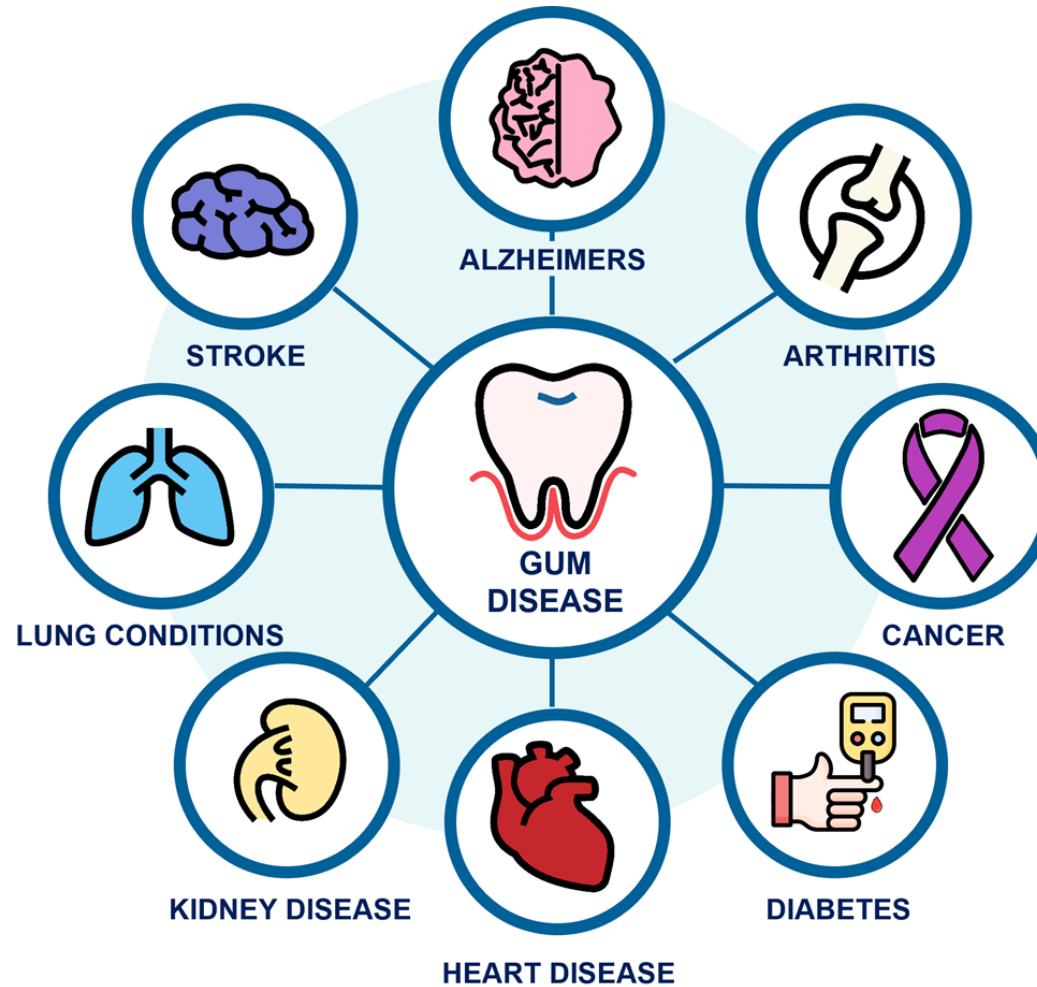 ALZHEIMERS
STROKE
ARTHRITIS
GUM
DISEASE
LUNG CONDITIONS
CANCER
KIDNEY DISEASE
DIABETES
HEART DISEASE